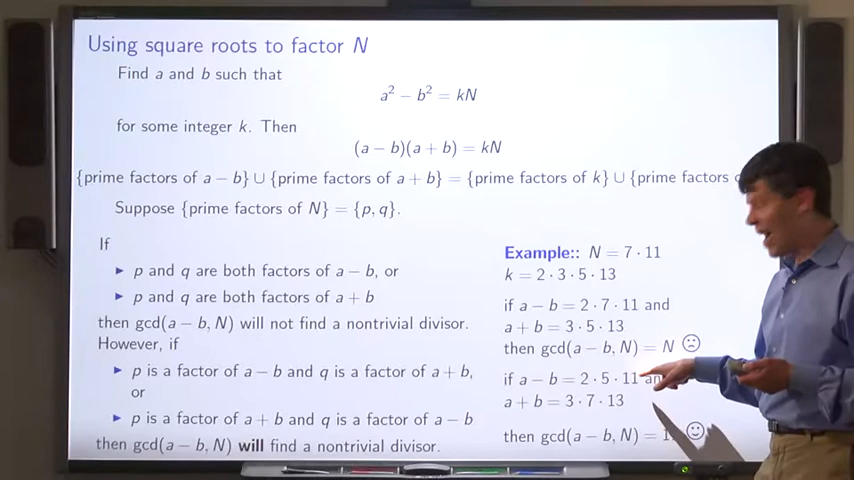 Using square roots to factor N
Find a and b such that
a² − b² = kN
for some integer k. Then
(a − b)(a + b) = kN
{prime factors of a − b} ∪ {prime factors of a + b} = {prime factors of k} ∪ {prime factors
Suppose {prime factors of N} = {p, q}.
If
▶ p and q are both factors of a − b, or
▶ p and q are both factors of a + b
then gcd(a − b, N) will not find a nontrivial divisor.
However, if
▶ p is a factor of a − b and q is a factor of a + b,
or
▶ p is a factor of a + b and q is a factor of a − b
then gcd(a − b, N) will find a nontrivial divisor.
Example:: N = 7 · 11
k = 2 · 3 · 5 · 13
if a − b = 2 · 7 · 11 and
a + b = 3 · 5 · 13
then gcd(a − b, N) = N ☹
if a − b = 2 · 5 · 11
a + b = 3 · 7 · 13
then gcd(a − b, N) = ☺